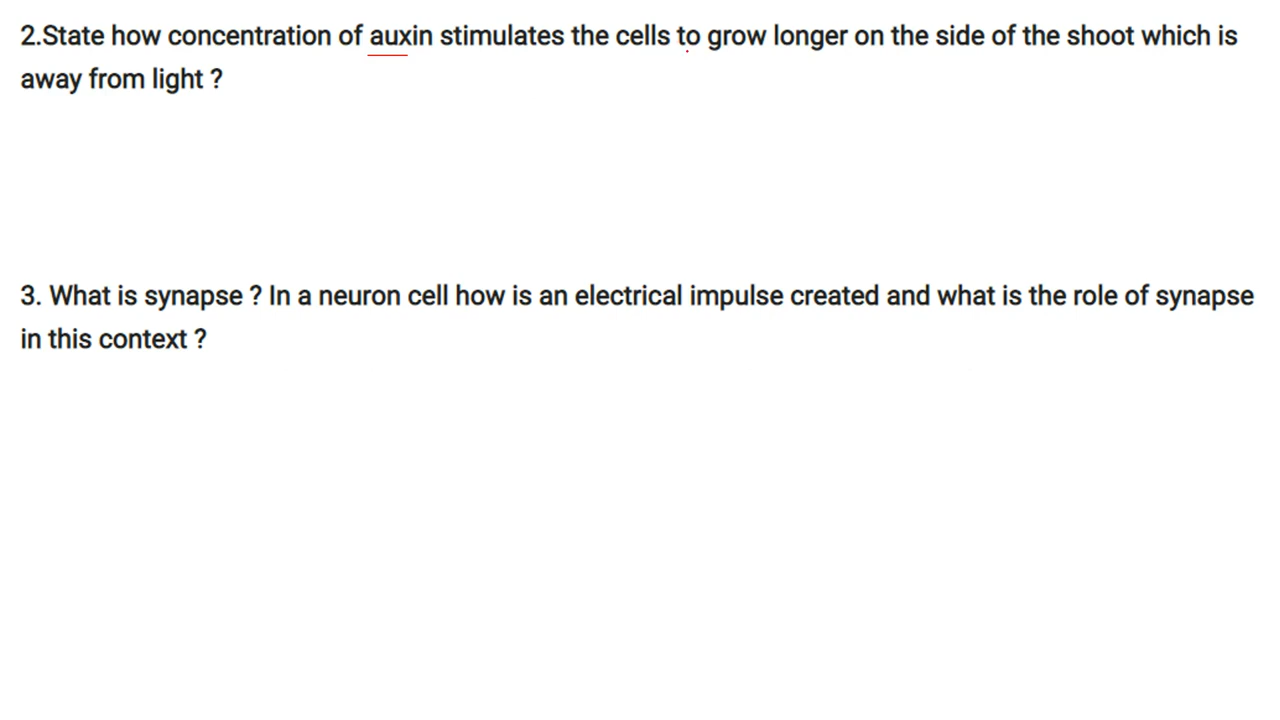 2.State how concentration of auxin stimulates the cells to grow longer on the side of the shoot which is
away from light ?
3. What is synapse ? In a neuron cell how is an electrical impulse created and what is the role of synapse
in this context ?